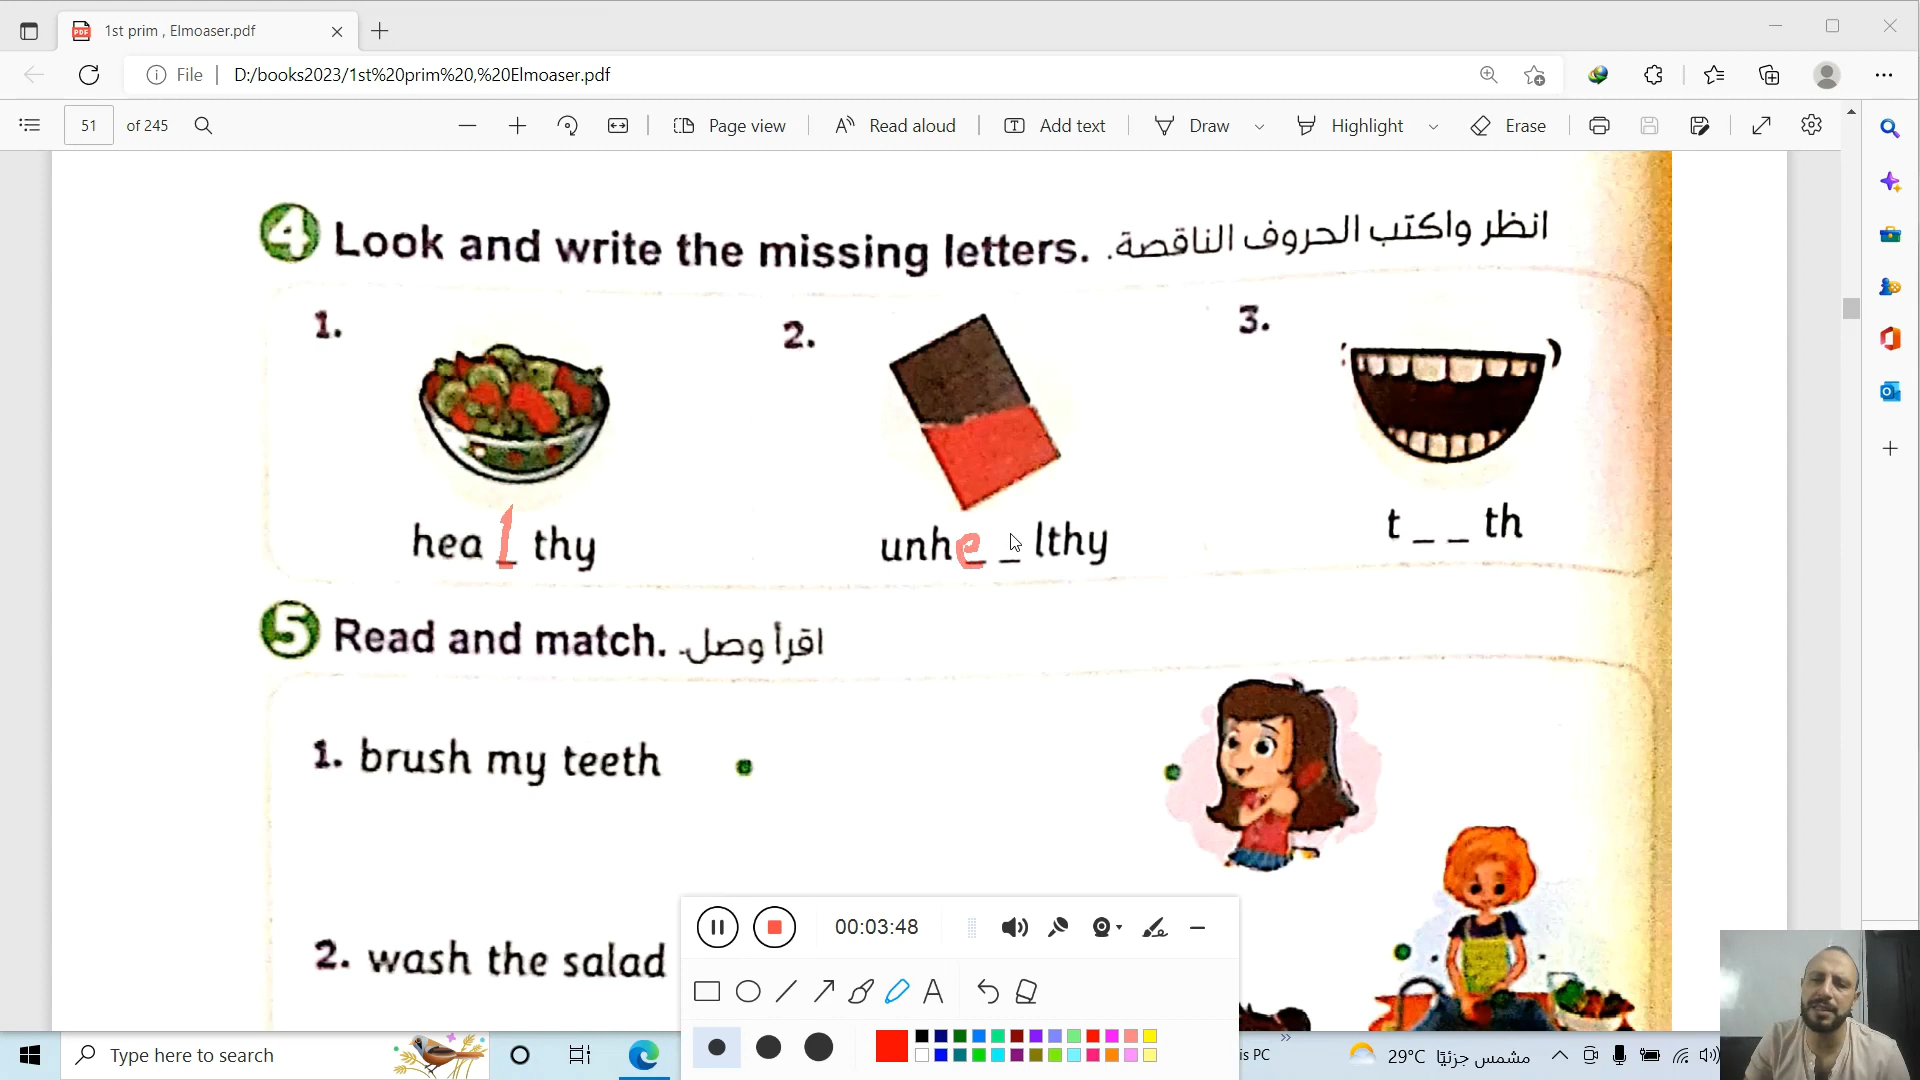 1st prim , Elmoaser.pdf
File D:/books2023/1st%20prim%20,%20Elmoaser.pdf
51 of 245 Page view Read aloud Add text Draw Highlight Erase
4 Look and write the missing letters. انظر واكتب الحروف الناقصة.
1. 2. 3.
hea l thy unhe _ lthy t _ _ th
5 Read and match. اقرأ وصل.
1. brush my teeth
2. wash the salad
00:03:48
Type here to search
is PC
29°C مشمس جزئيًا